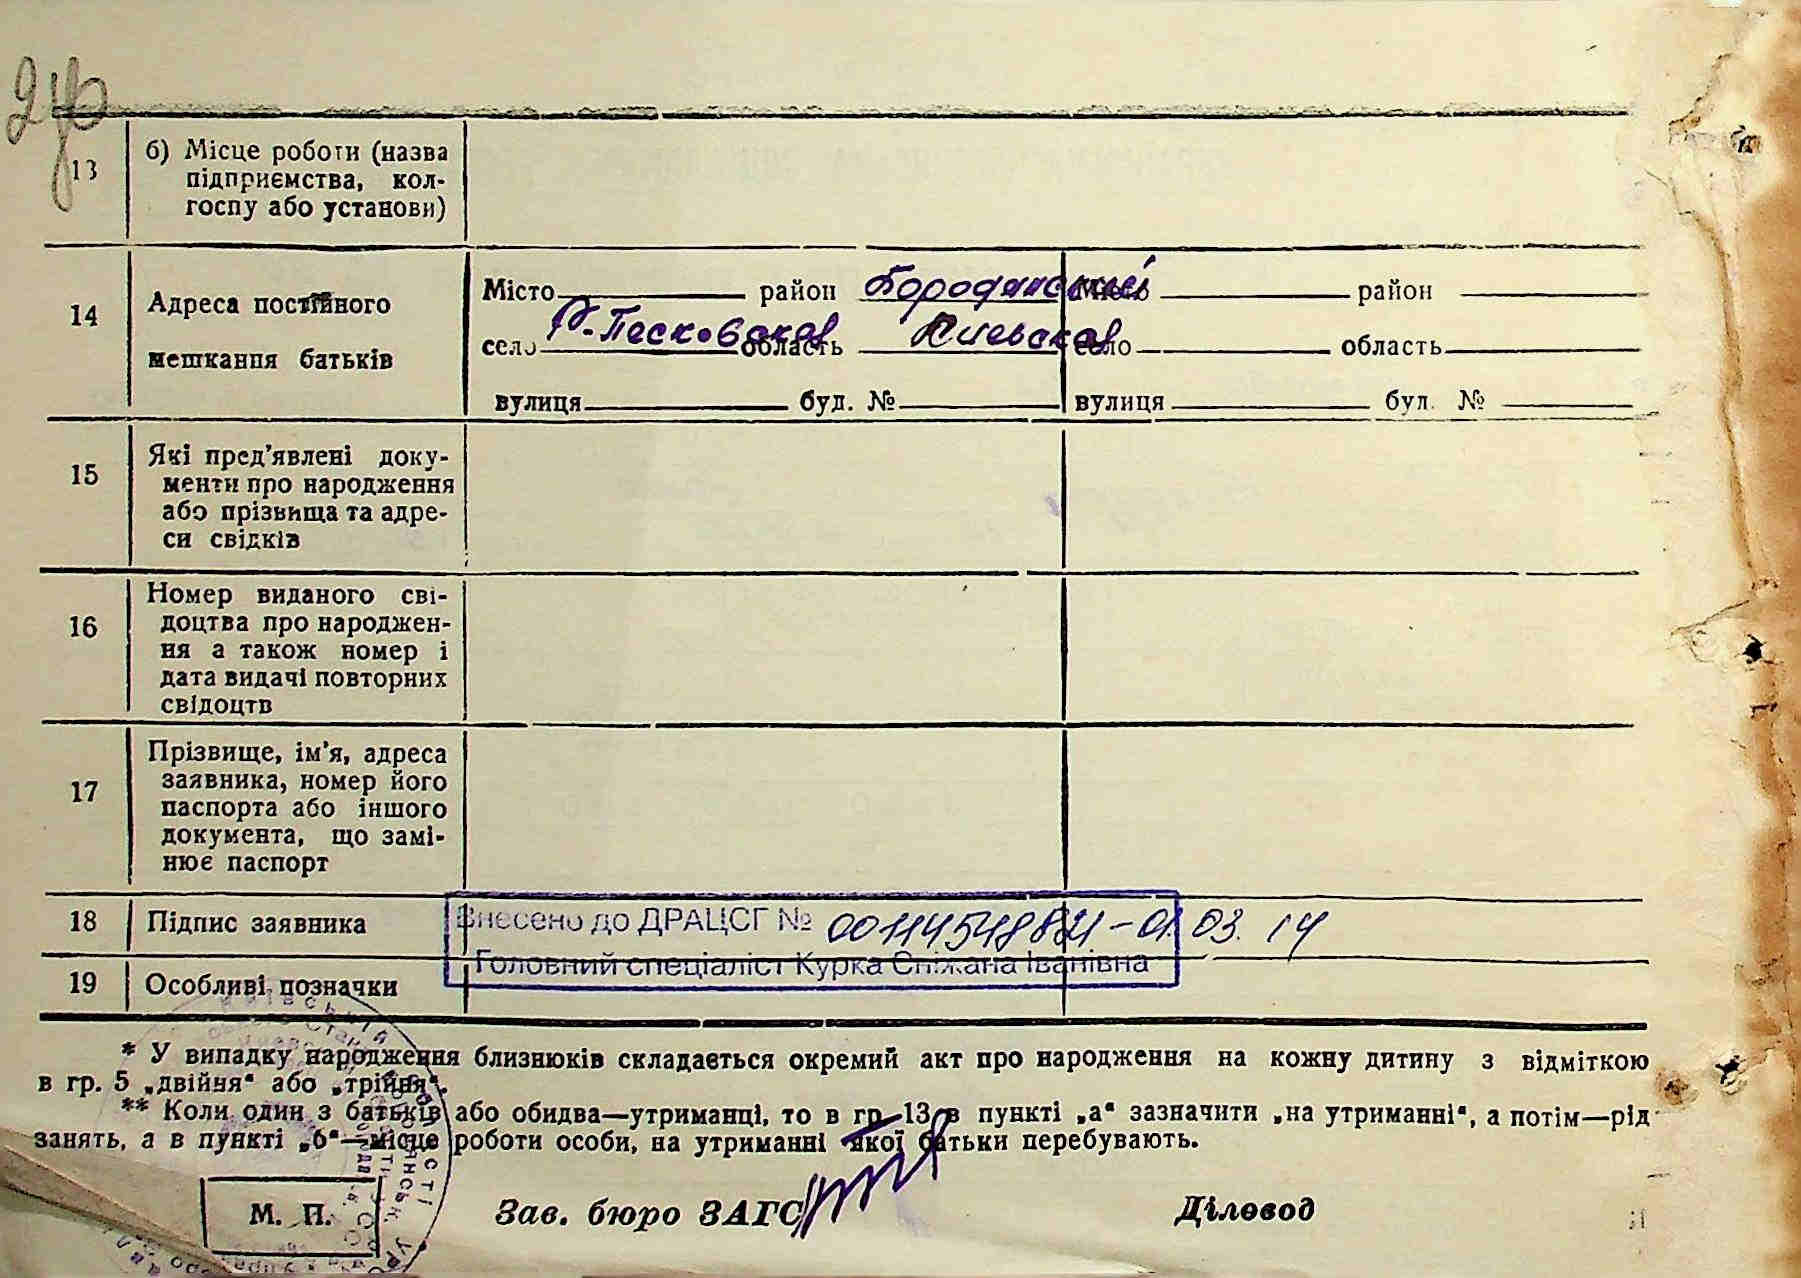 246
13 б) Місце роботи (назва
підприємства, кол-
госпу або установи)
14 Адреса постійного
мешкання батьків
Місто район Бородянский Місто район
село Песковская область Киевская село область
вулиця буд. № вулиця буд. №
15 Які пред'явлені доку-
менти про народження
або прізвища та адре-
си свідків
16 Номер виданого сві-
доцтва про народжен-
ня а також номер і
дата видачі повторних
свідоцтв
17 Прізвище, ім'я, адреса
заявника, номер його
паспорта або іншого
документа, що замі-
нює паспорт
18 Підпис заявника
Внесено до ДРАЦСГ № 00114548821-01.03.14
Головний спеціаліст Курка Сніжана Іванівна
19 Особливі позначки
* У випадку народження близнюків складається окремий акт про народження на кожну дитину з відміткою
в гр. 5 „двійня“ або „трійня“.
** Коли один з батьків або обидва—утриманці, то в гр. 13 в пункті „а“ зазначити „на утриманні“, а потім—рід
занять, а в пункті „б“—місце роботи особи, на утриманні якої батьки перебувають.
М. П.
Зав. бюро ЗАГС
Діловод